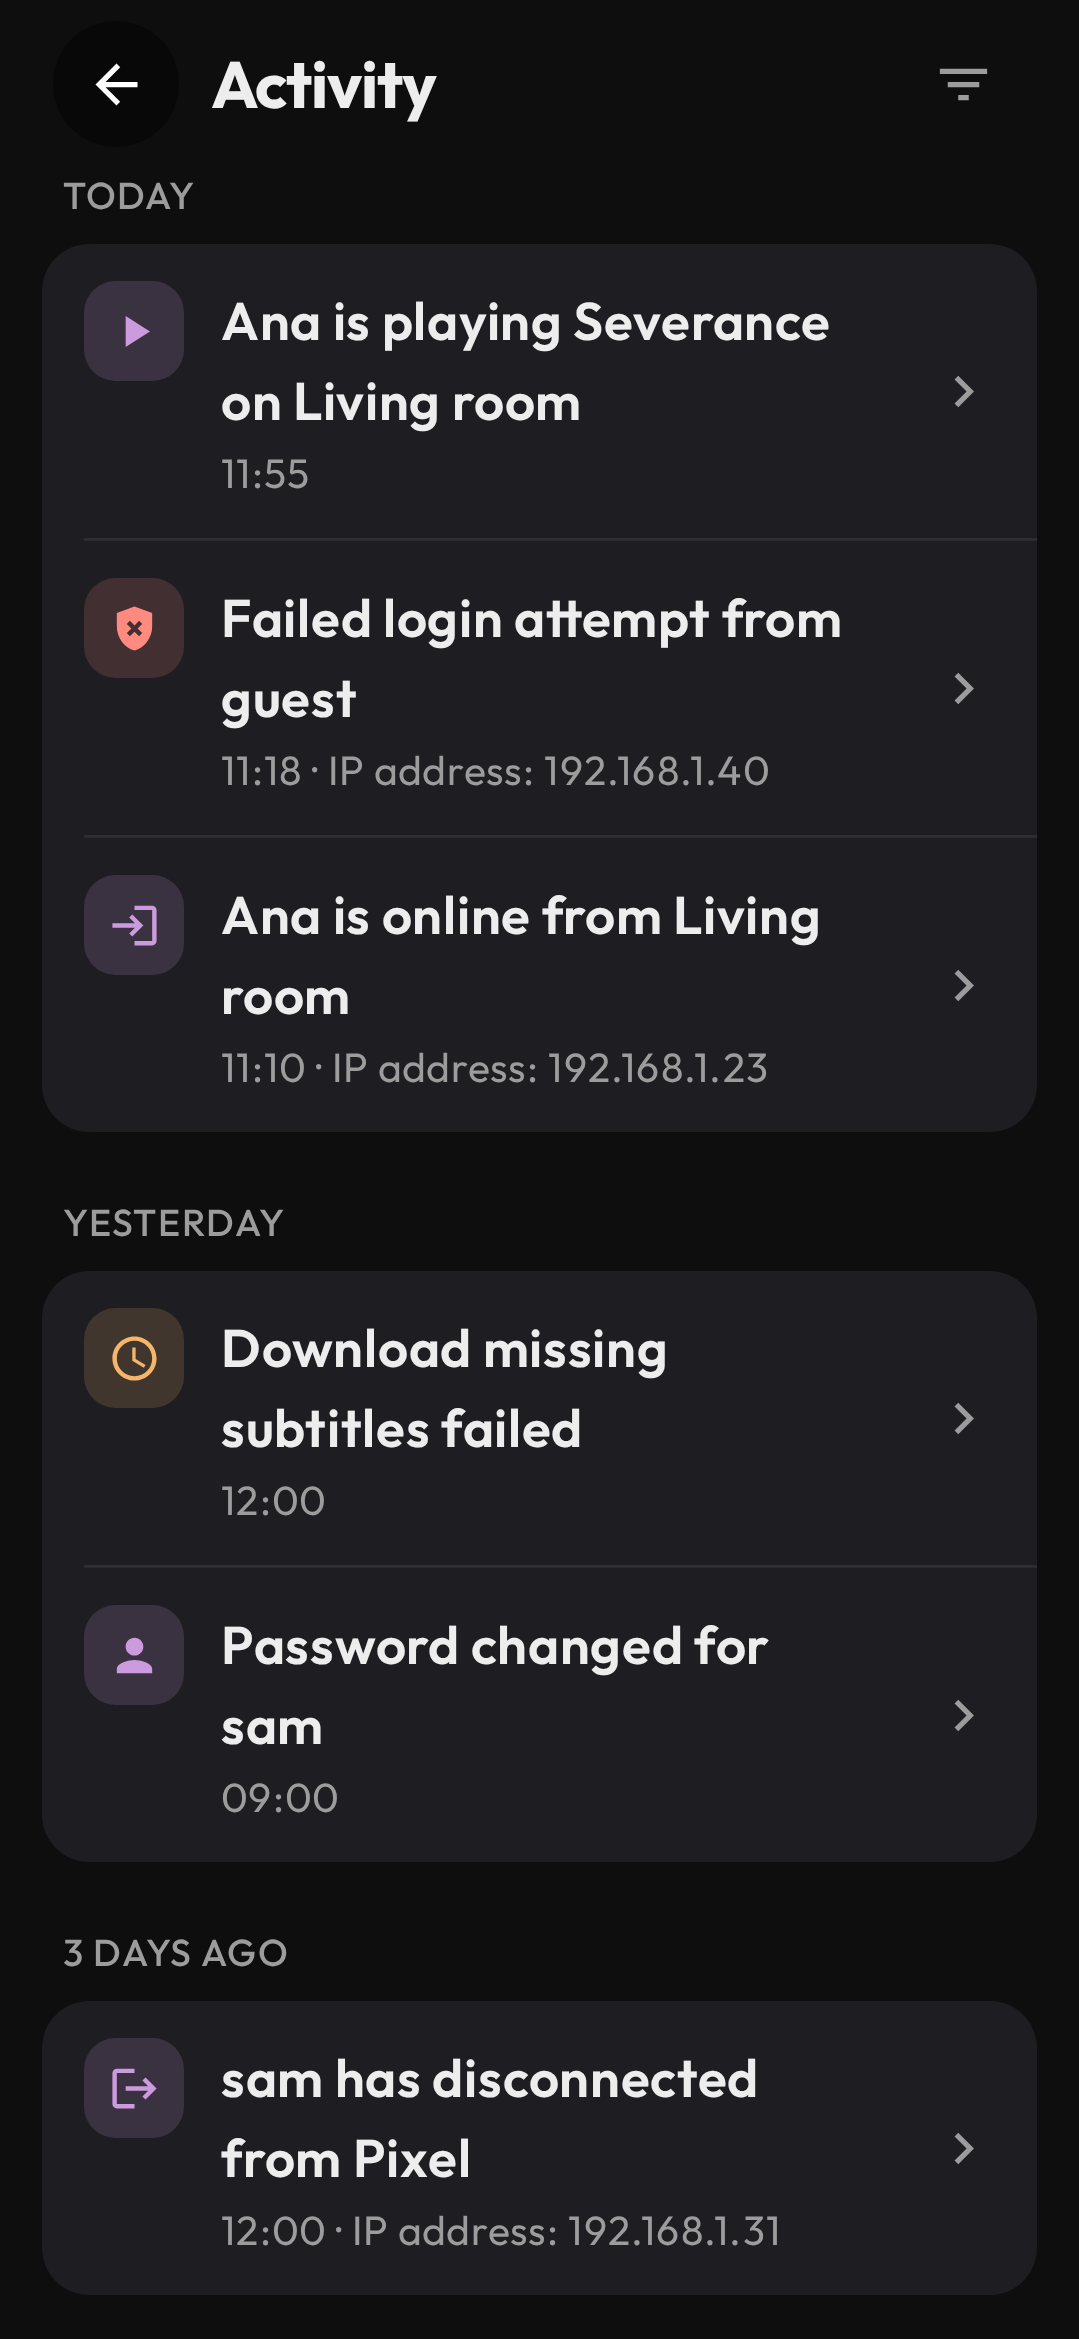 Activity
TODAY
Ana is playing Severance
on Living room
11:55
Failed login attempt from
guest
11:18 · IP address: 192.168.1.40
Ana is online from Living
room
11:10 · IP address: 192.168.1.23
YESTERDAY
Download missing
subtitles failed
12:00
Password changed for
sam
09:00
3 DAYS AGO
sam has disconnected
from Pixel
12:00 · IP address: 192.168.1.31